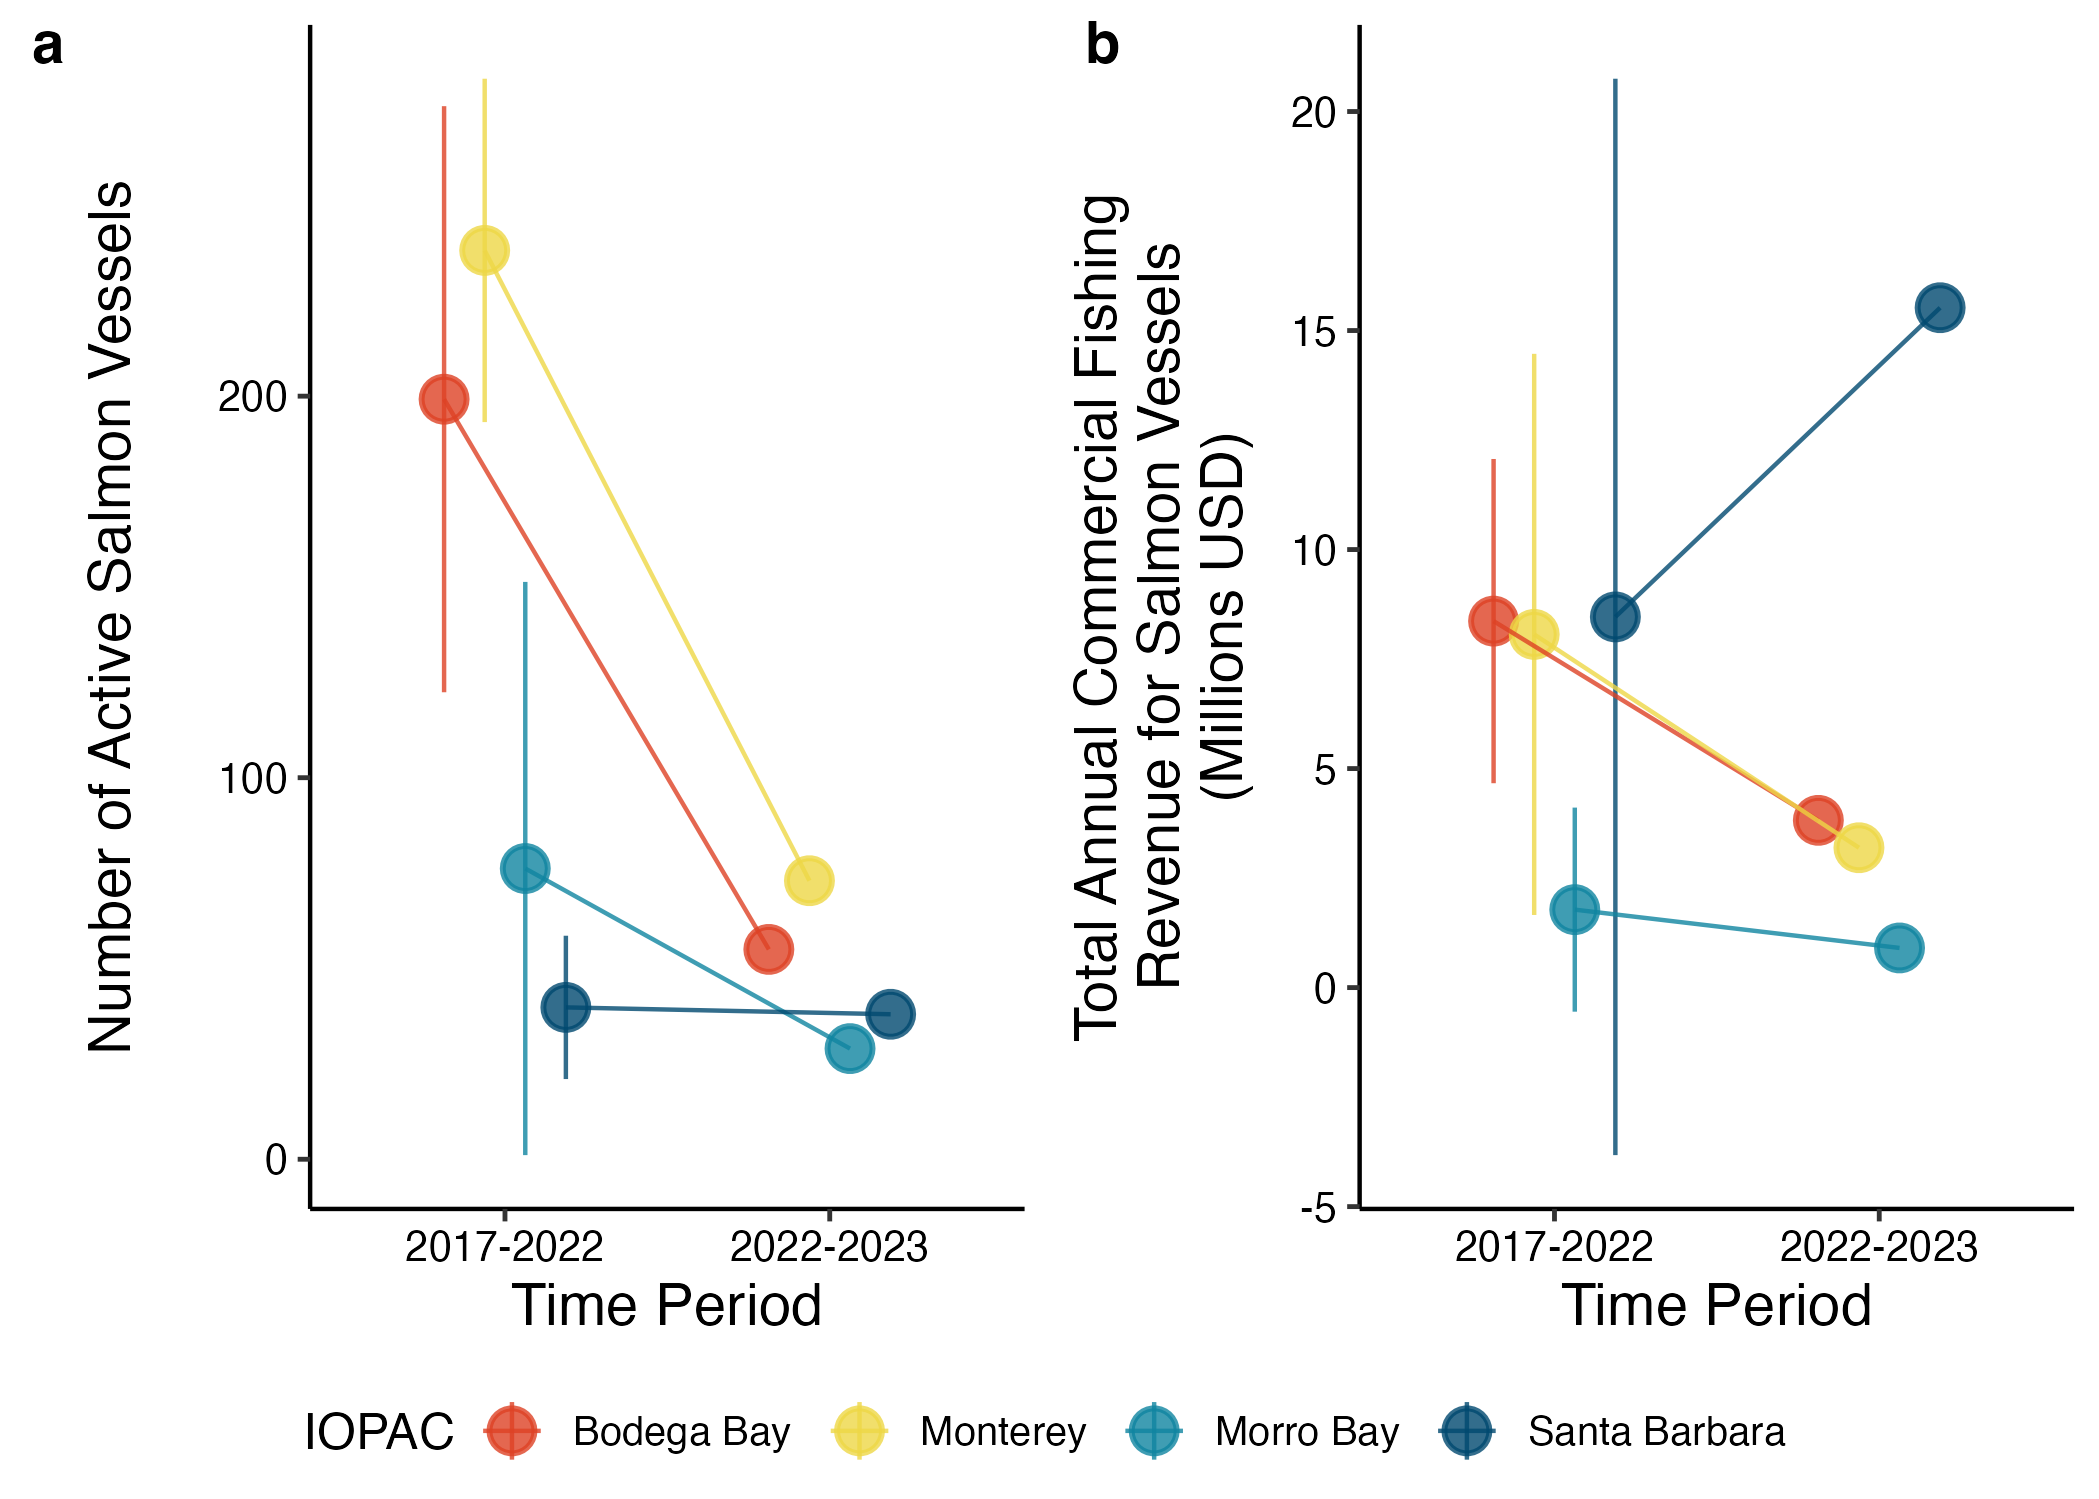 a
Number of Active Salmon Vessels
200
100
0
2017-2022
2022-2023
Time Period
b
Total Annual Commercial Fishing
Revenue for Salmon Vessels
(Millions USD)
20
15
10
5
0
-5
2017-2022
2022-2023
Time Period
IOPAC
Bodega Bay
Monterey
Morro Bay
Santa Barbara